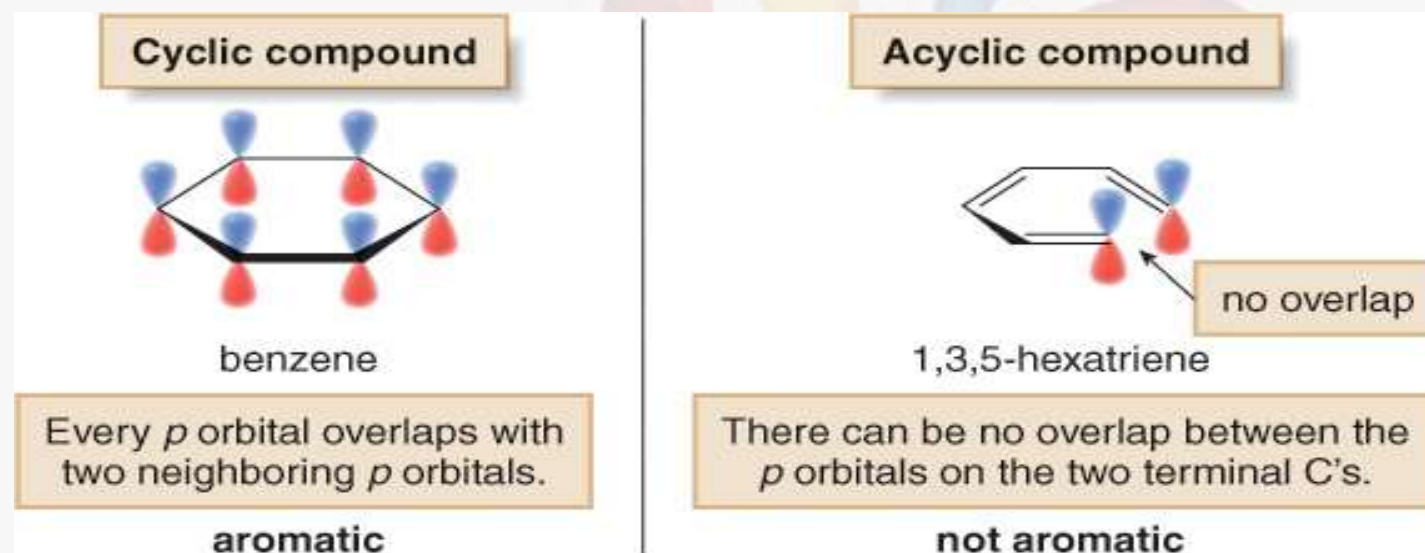 Cyclic compound
benzene
Every p orbital overlaps with
two neighboring p orbitals.
aromatic
Acyclic compound
no overlap
1,3,5-hexatriene
There can be no overlap between the
p orbitals on the two terminal C's.
not aromatic